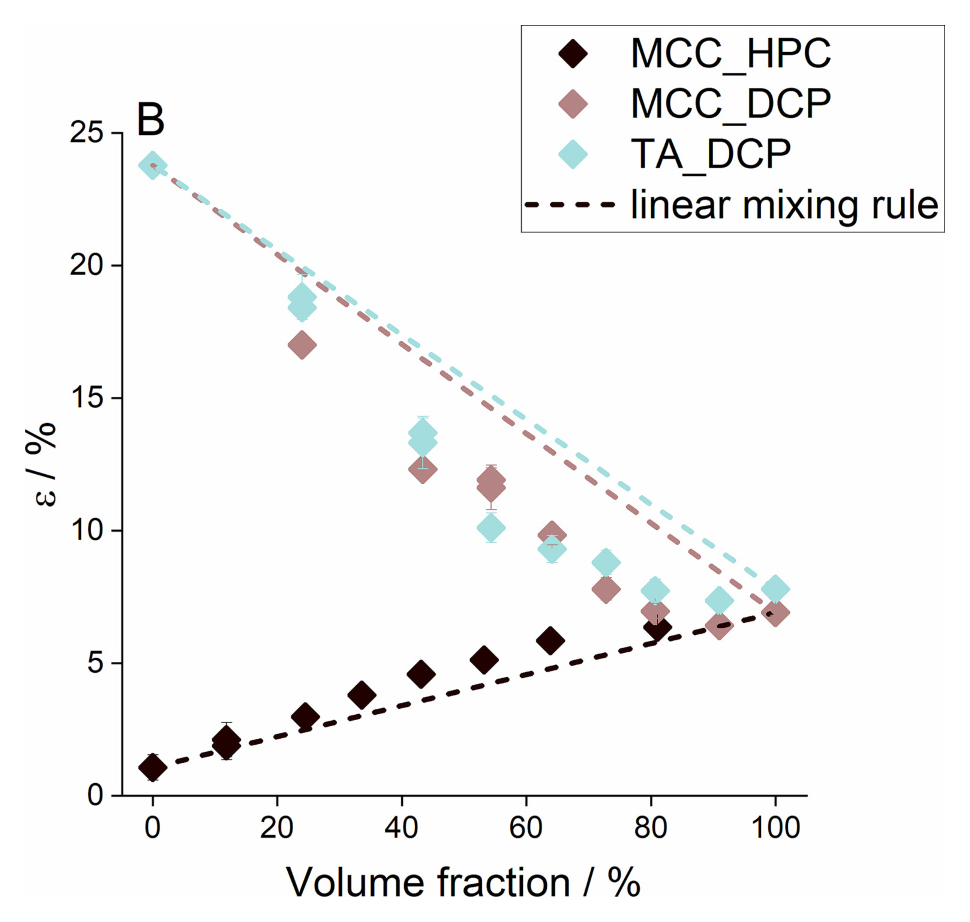 MCC_HPC
MCC_DCP
TA_DCP
linear mixing rule
B
25
20
15
10
5
0
ε / %
0 20 40 60 80 100
Volume fraction / %